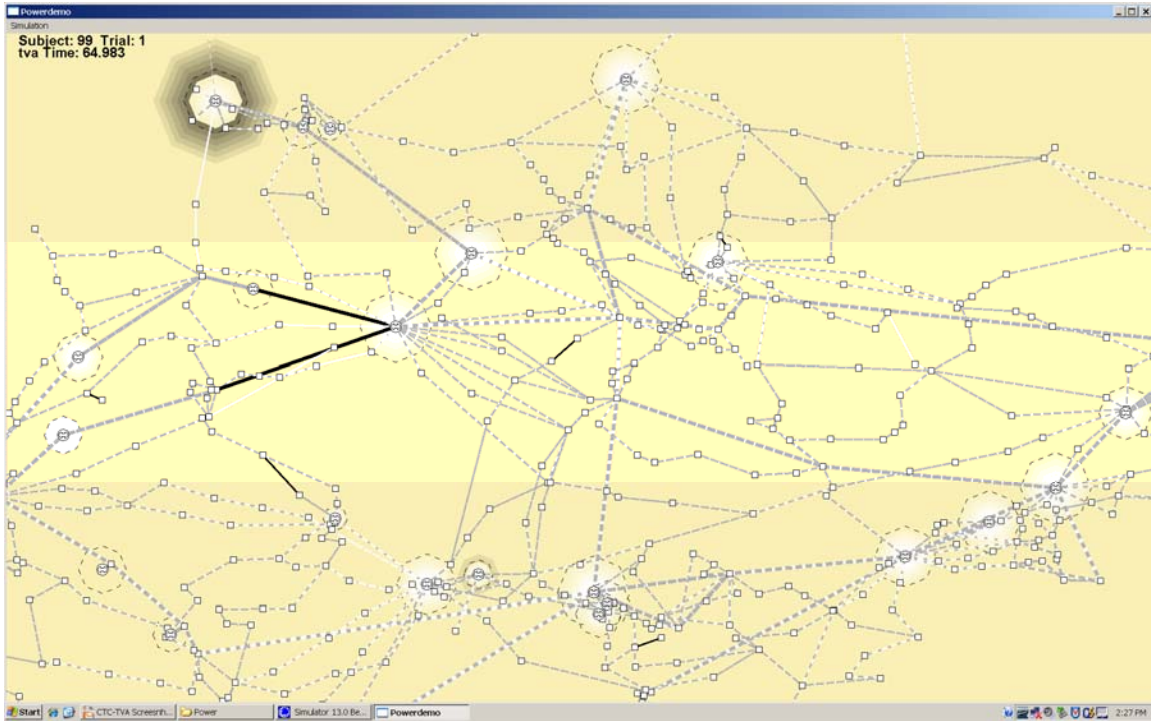 Powerdemo
Simulation
Subject: 99 Trial: 1
tva Time: 64.983
Start
CTC-TVA Screesnh...
Power
Simulator 13.0 Be...
Powerdemo
2:27 PM